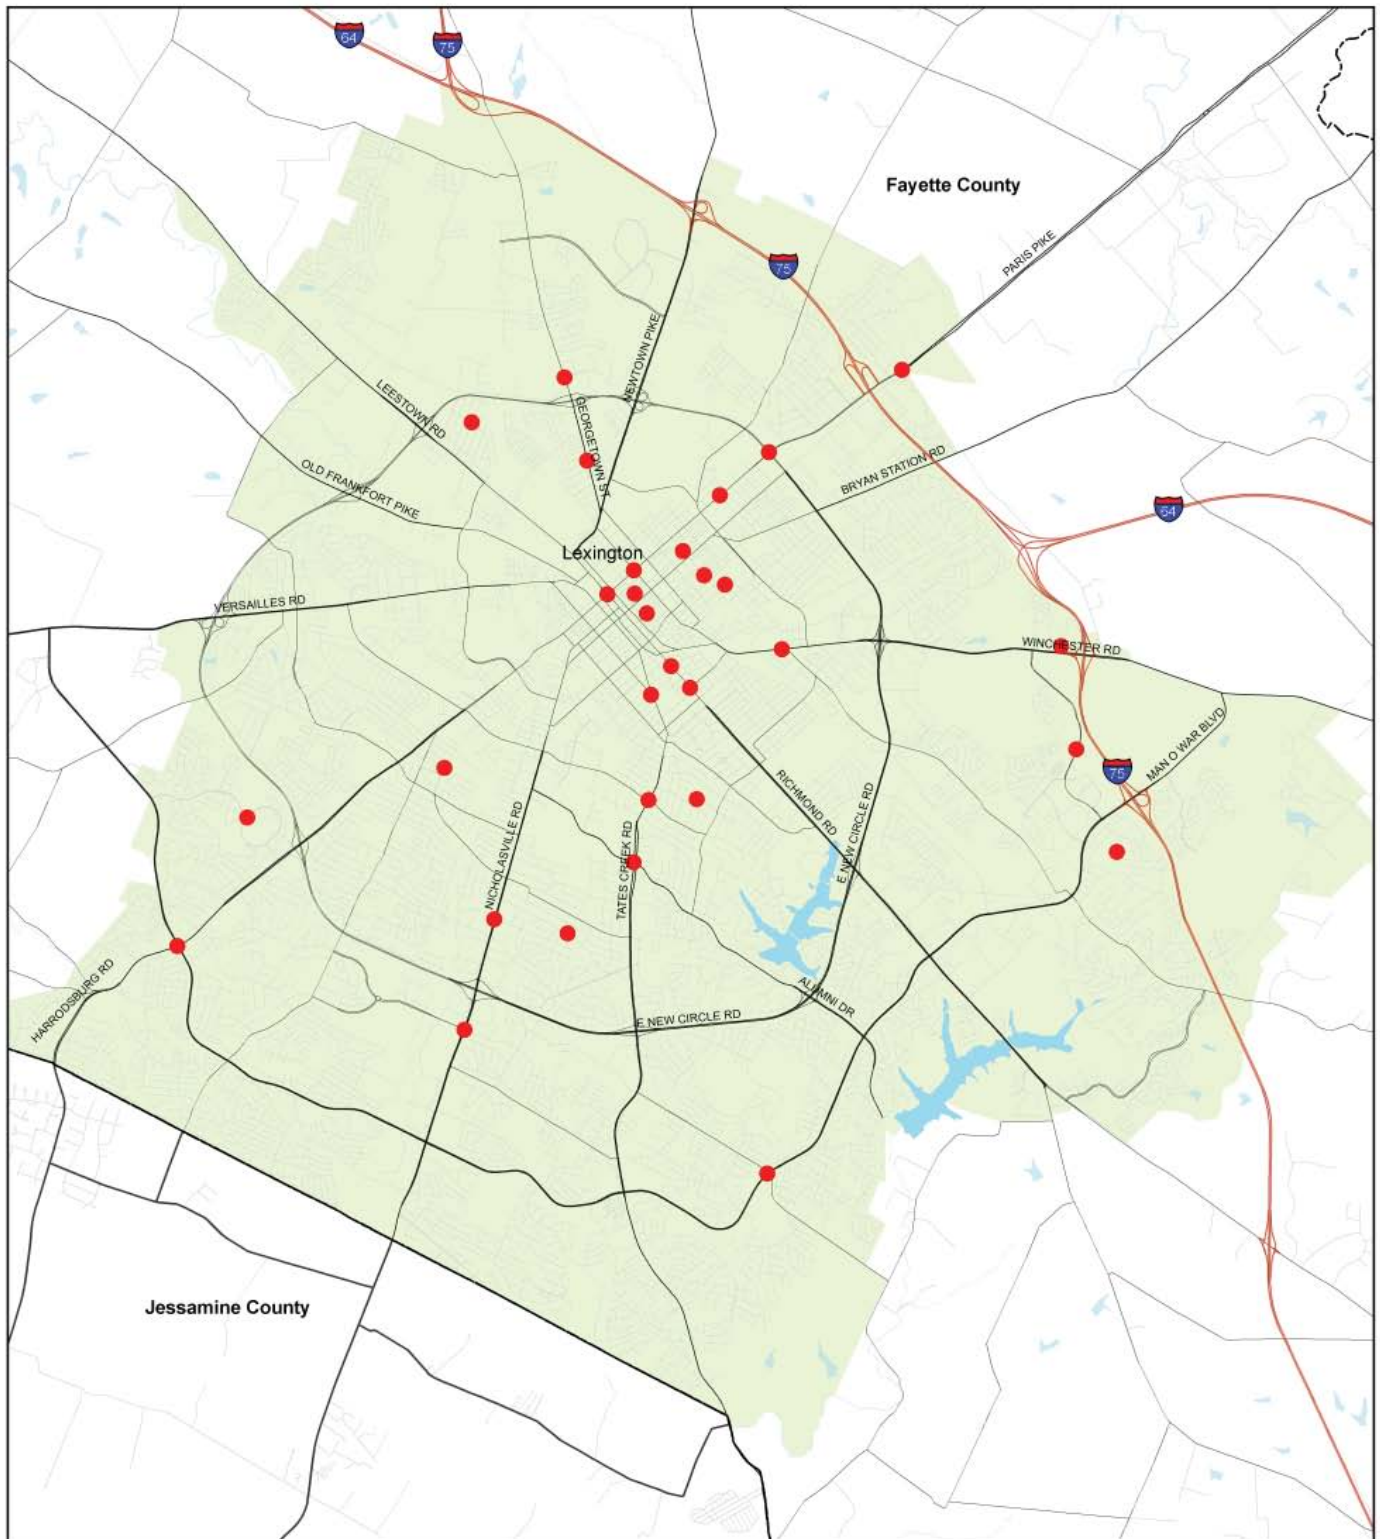 64
75
Fayette County
PARIS PIKE
75
NEWTOWN PIKE
LEESTOWN RD
GEORGETOWN ST
OLD FRANKFORT PIKE
BRYAN STATION RD
64
Lexington
VERSAILLES RD
WINCHESTER RD
MAN O WAR BLVD
75
RICHMOND RD
E NEW CIRCLE RD
NICHOLASVILLE RD
TATES CREEK RD
HARRODSBURG RD
ALUMNI DR
E NEW CIRCLE RD
Jessamine County